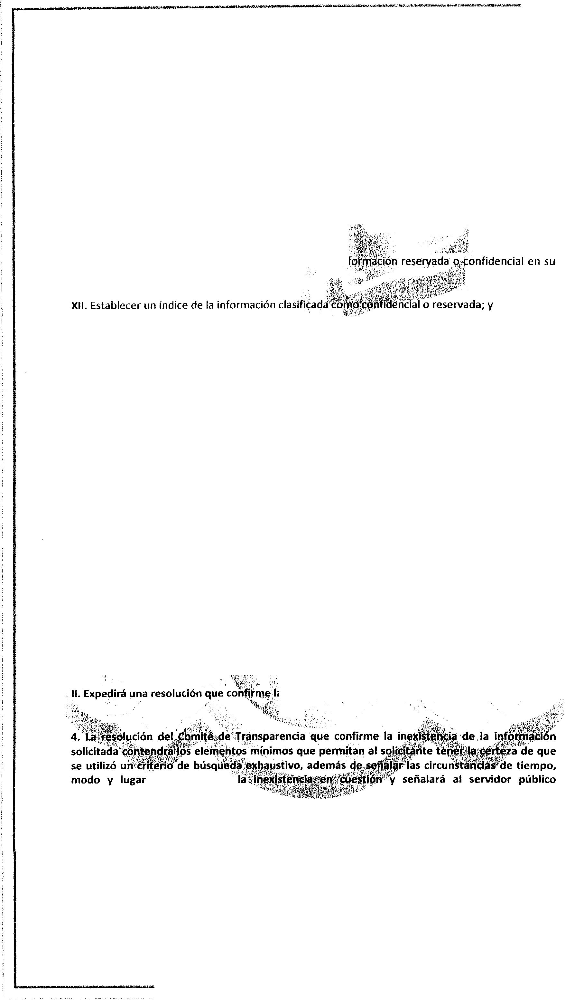 formación reservada o confidencial en su
XII. Establecer un índice de la información clasificada como confidencial o reservada; y
II. Expedirá una resolución que confirme
...
4. La resolución del Comité de Transparencia que confirme la inexistencia de la información
solicitada contendrá los elementos mínimos que permitan al solicitante tener la certeza de que
se utilizó un criterio de búsqueda exhaustivo, además de señalar las circunstancias de tiempo,
modo y lugar la inexistencia en cuestión y señalará al servidor público